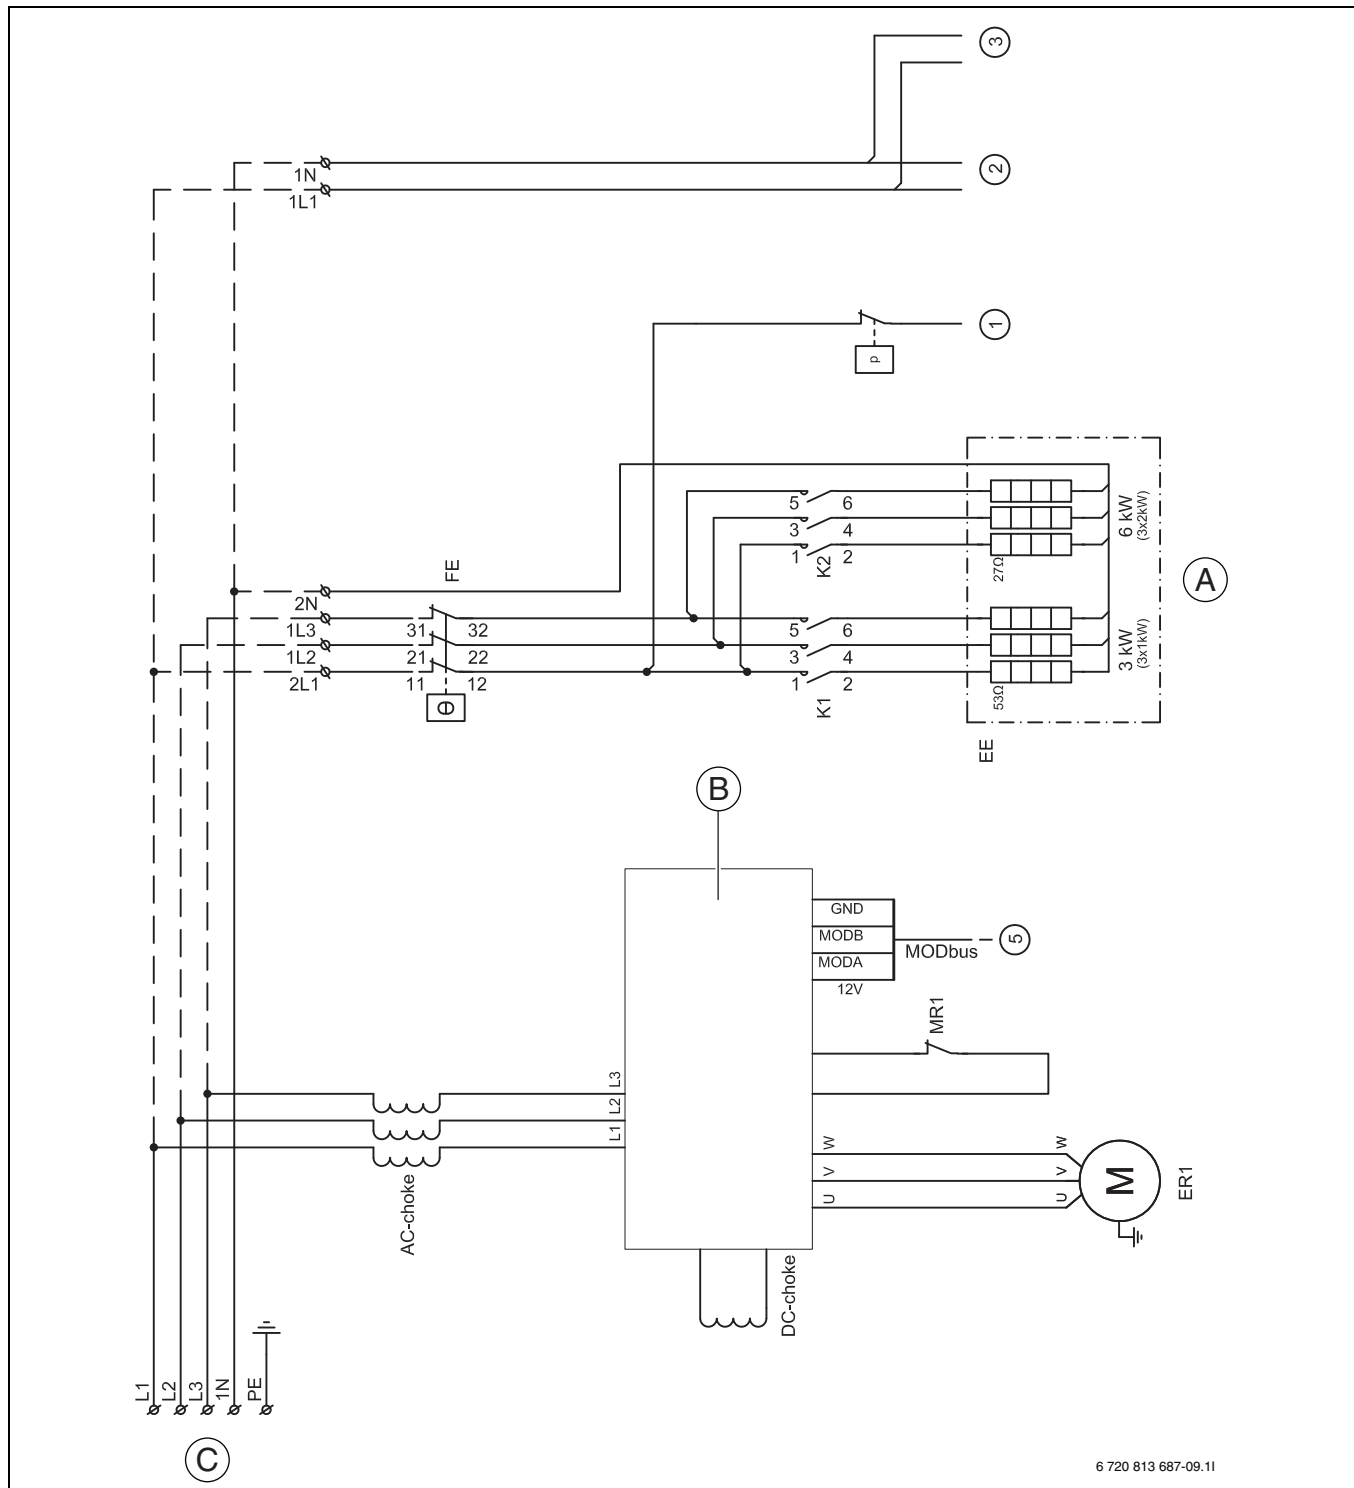 3
1N
2
1L1
1
p
5 6
3 4
1 2
K2
27Ω
6 kW
(3x2kW)
A
FE
2N
1L3 31 32
1L2 21 22
2L1 11 12
Θ
5 6
3 4
1 2
K1
53Ω
3 kW
(3x1kW)
EE
B
GND
MODB
MODA
12V
MODbus
5
MR1
L3
L2
L1
AC-choke
W
V
U
W
V
U
M
ER1
DC-choke
L1
L2
L3
1N
PE
C
6 720 813 687-09.1I